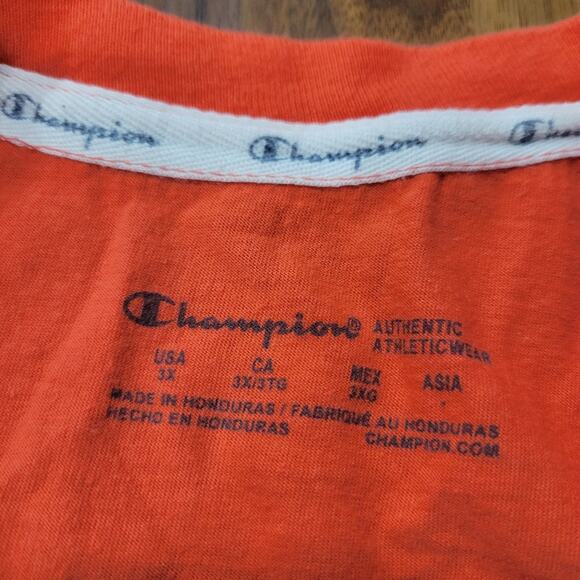 Champion Champion Champion
Champion® AUTHENTIC
ATHLETICWEAR
USA CA MEX ASIA
3X 3X/3TG 3XG -
MADE IN HONDURAS / FABRIQUÉ AU HONDURAS
HECHO EN HONDURAS CHAMPION.COM